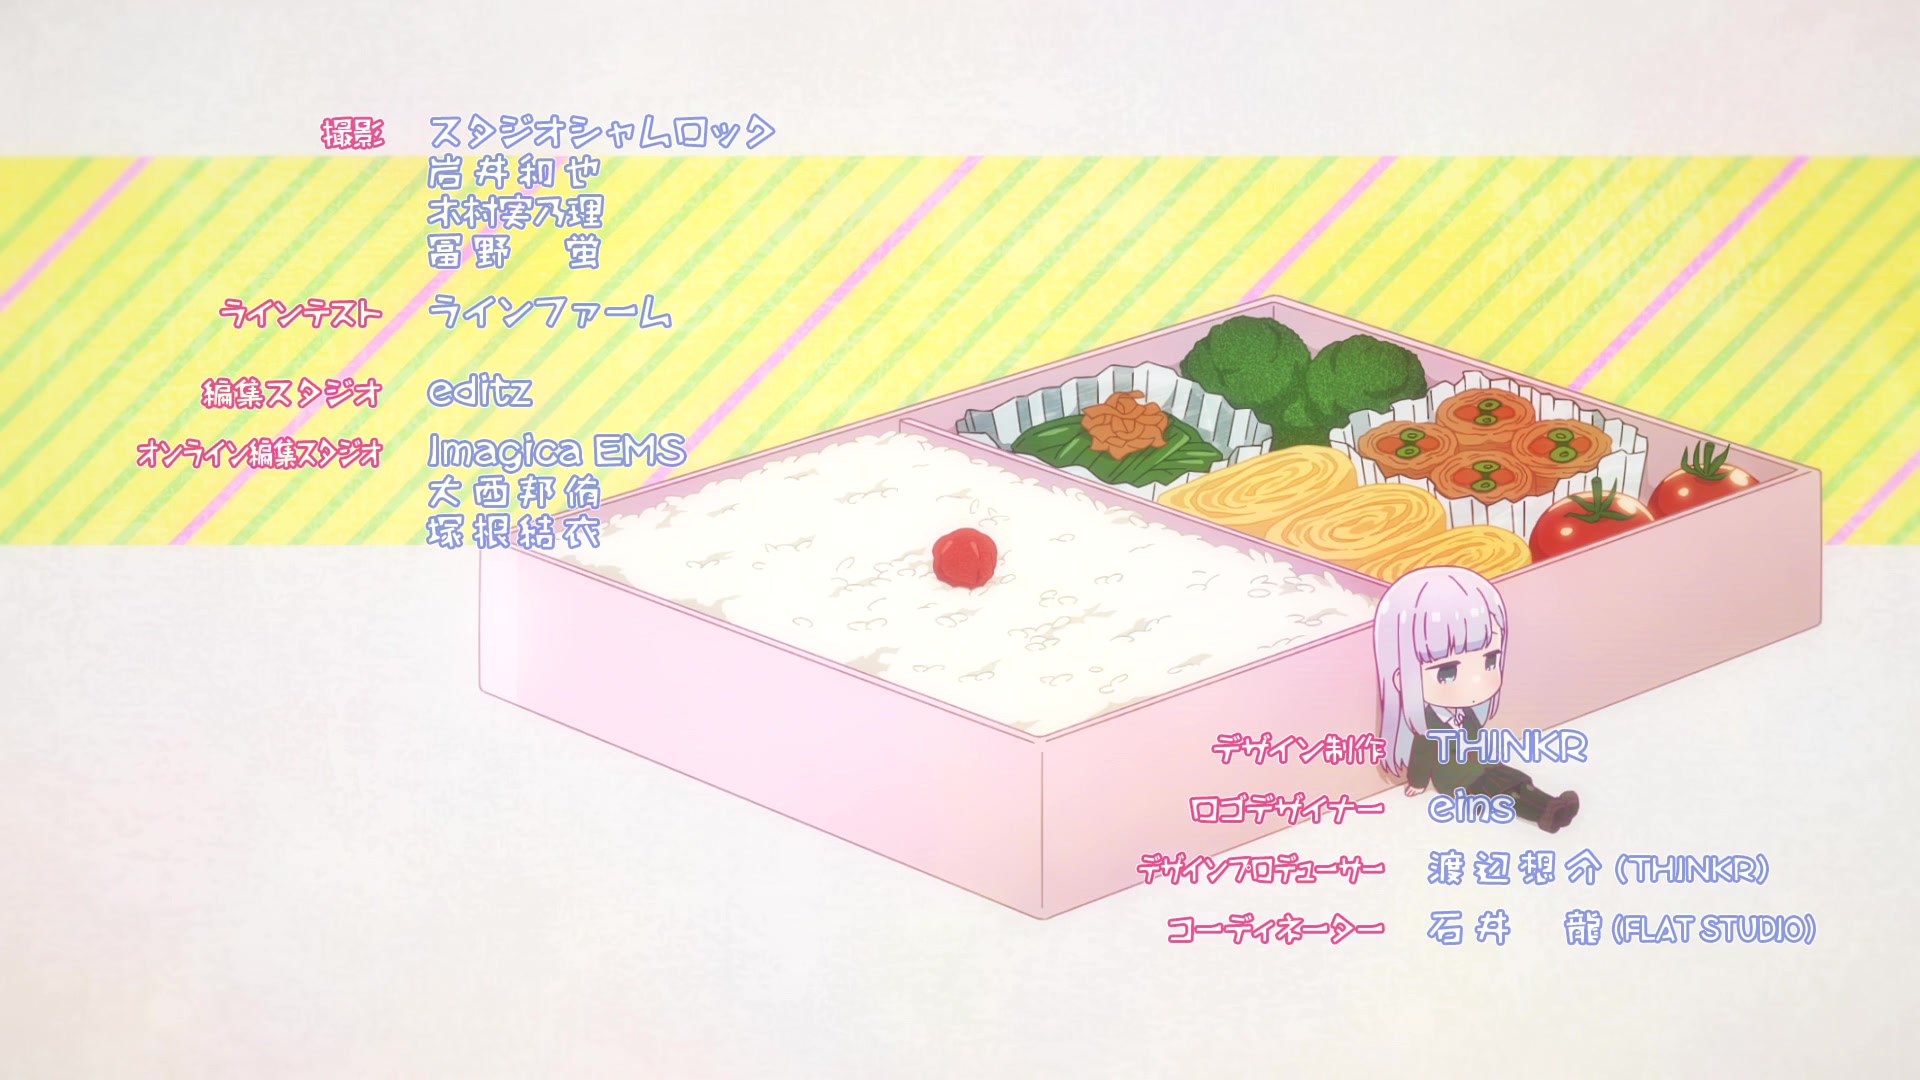 撮影 スタジオシャムロック
岩井和也
木村実乃理
冨野 蛍
ラインテスト ラインファーム
編集スタジオ editz
オンライン編集スタジオ Imagica EMS
大西邦侑
塚根結衣
デザイン制作 THINKR
ロゴデザイナー eins
デザインプロデューサー 渡辺想介 (THINKR)
コーディネーター 石井 龍 (FLAT STUDIO)